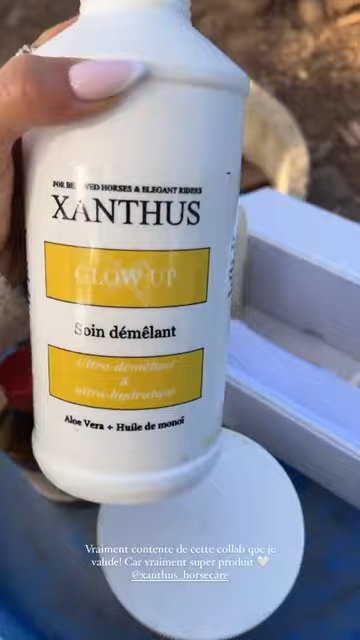 FOR BELOVED HORSES & ELEGANT RIDERS
XANTHUS
GLOW UP
Soin démêlant
Ultra-démêlant
&
ultra-hydratant
Aloe Vera + Huile de monoï
Vraiment contente de cette collab que je
valide! Car vraiment super produit 🤍
@xanthus_horsecare